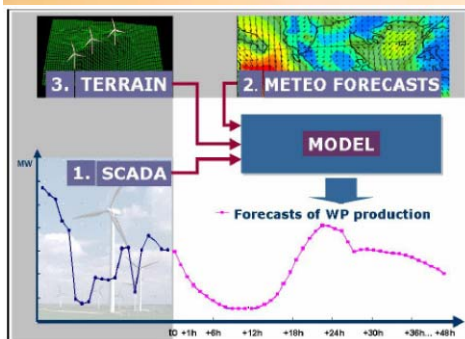 3. TERRAIN
2. METEO FORECASTS
MODEL
1. SCADA
MW
Forecasts of WP production
t0 +1h +6h +12h +18h +24h +30h +36h... +48h